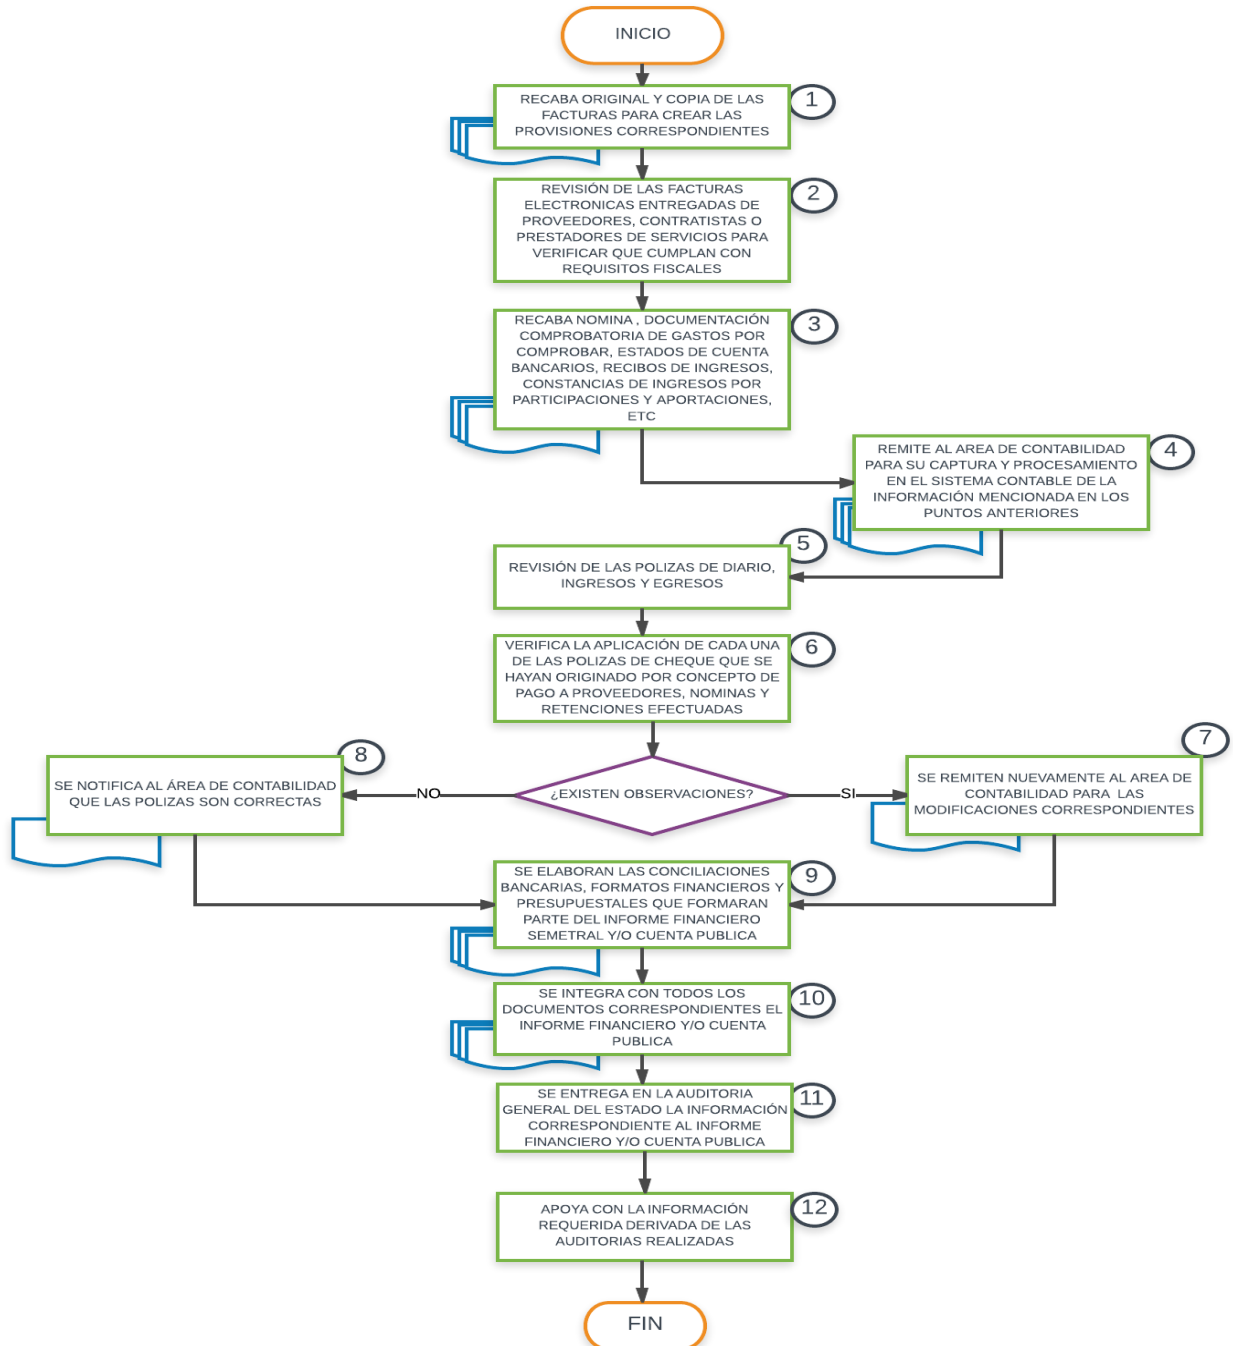 INICIO
1
RECABA ORIGINAL Y COPIA DE LAS
FACTURAS PARA CREAR LAS
PROVISIONES CORRESPONDIENTES
2
REVISIÓN DE LAS FACTURAS
ELECTRONICAS ENTREGADAS DE
PROVEEDORES, CONTRATISTAS O
PRESTADORES DE SERVICIOS PARA
VERIFICAR QUE CUMPLAN CON
REQUISITOS FISCALES
3
RECABA NOMINA , DOCUMENTACIÓN
COMPROBATORIA DE GASTOS POR
COMPROBAR, ESTADOS DE CUENTA
BANCARIOS, RECIBOS DE INGRESOS,
CONSTANCIAS DE INGRESOS POR
PARTICIPACIONES Y APORTACIONES,
ETC
4
REMITE AL AREA DE CONTABILIDAD
PARA SU CAPTURA Y PROCESAMIENTO
EN EL SISTEMA CONTABLE DE LA
INFORMACIÓN MENCIONADA EN LOS
PUNTOS ANTERIORES
5
REVISIÓN DE LAS POLIZAS DE DIARIO,
INGRESOS Y EGRESOS
6
VERIFICA LA APLICACIÓN DE CADA UNA
DE LAS POLIZAS DE CHEQUE QUE SE
HAYAN ORIGINADO POR CONCEPTO DE
PAGO A PROVEEDORES, NOMINAS Y
RETENCIONES EFECTUADAS
¿EXISTEN OBSERVACIONES?
SI
7
SE REMITEN NUEVAMENTE AL AREA DE
CONTABILIDAD PARA LAS
MODIFICACIONES CORRESPONDIENTES
NO
8
SE NOTIFICA AL ÁREA DE CONTABILIDAD
QUE LAS POLIZAS SON CORRECTAS
9
SE ELABORAN LAS CONCILIACIONES
BANCARIAS, FORMATOS FINANCIEROS Y
PRESUPUESTALES QUE FORMARAN
PARTE DEL INFORME FINANCIERO
SEMETRAL Y/O CUENTA PUBLICA
10
SE INTEGRA CON TODOS LOS
DOCUMENTOS CORRESPONDIENTES EL
INFORME FINANCIERO Y/O CUENTA
PUBLICA
11
SE ENTREGA EN LA AUDITORIA
GENERAL DEL ESTADO LA INFORMACIÓN
CORRESPONDIENTE AL INFORME
FINANCIERO Y/O CUENTA PUBLICA
12
APOYA CON LA INFORMACIÓN
REQUERIDA DERIVADA DE LAS
AUDITORIAS REALIZADAS
FIN